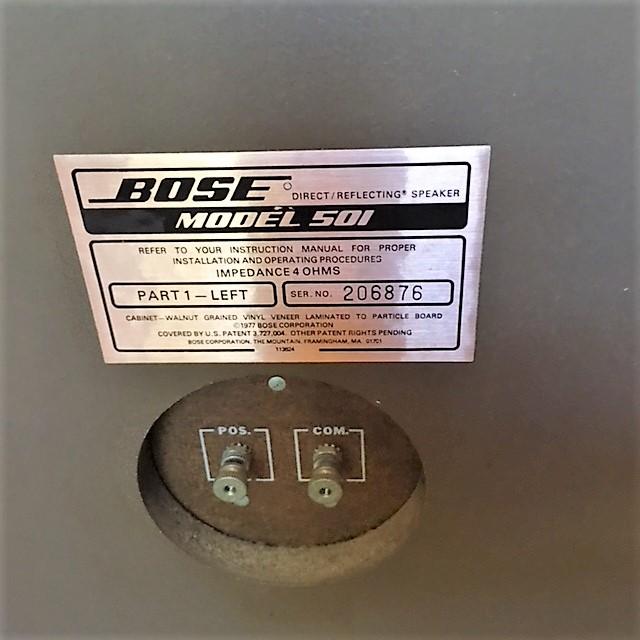 BOSE DIRECT/REFLECTING® SPEAKER
MODEL 501
REFER TO YOUR INSTRUCTION MANUAL FOR PROPER
INSTALLATION AND OPERATING PROCEDURES
IMPEDANCE 4 OHMS
PART 1 — LEFT
SER. NO. 206876
CABINET—WALNUT GRAINED VINYL VENEER LAMINATED TO PARTICLE BOARD
©1977 BOSE CORPORATION
COVERED BY U.S. PATENT 3,727,004. OTHER PATENT RIGHTS PENDING
BOSE CORPORATION, THE MOUNTAIN, FRAMINGHAM, MA 01701
113624
POS. COM.